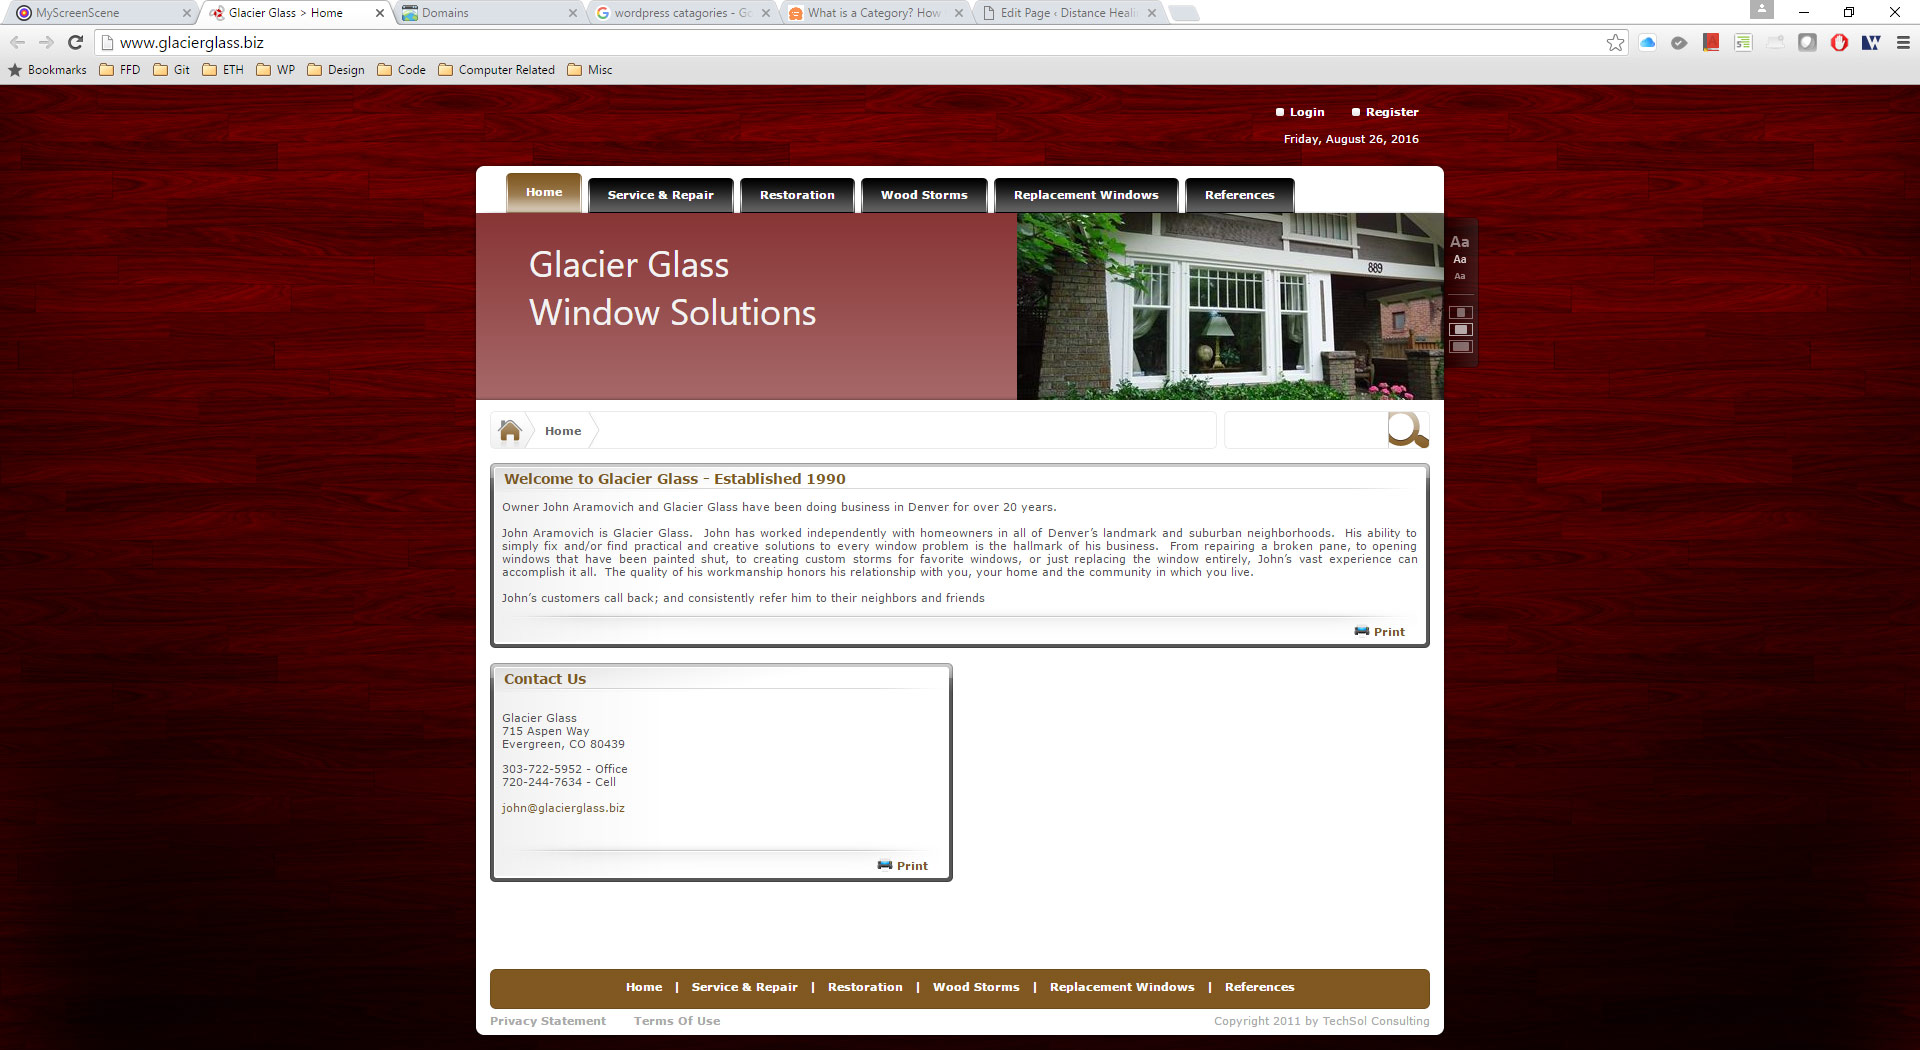 MyScreenScene
Glacier Glass > Home
Domains
wordpress catagories - Go
What is a Category? How
Edit Page ‹ Distance Heali
www.glacierglass.biz
Bookmarks FFD Git ETH WP Design Code Computer Related Misc
Login Register
Friday, August 26, 2016
Home Service & Repair Restoration Wood Storms Replacement Windows References
Glacier Glass
Window Solutions
889
Aa
Aa
Aa
Home
Welcome to Glacier Glass - Established 1990
Owner John Aramovich and Glacier Glass have been doing business in Denver for over 20 years.
John Aramovich is Glacier Glass.  John has worked independently with homeowners in all of Denver’s landmark and suburban neighborhoods.  His ability to
simply fix and/or find practical and creative solutions to every window problem is the hallmark of his business.  From repairing a broken pane, to opening
windows that have been painted shut, to creating custom storms for favorite windows, or just replacing the window entirely, John’s vast experience can
accomplish it all.  The quality of his workmanship honors his relationship with you, your home and the community in which you live.
John’s customers call back; and consistently refer him to their neighbors and friends
Print
Contact Us
Glacier Glass
715 Aspen Way
Evergreen, CO 80439
303-722-5952 - Office
720-244-7634 - Cell
john@glacierglass.biz
Print
Home | Service & Repair | Restoration | Wood Storms | Replacement Windows | References
Privacy Statement Terms Of Use Copyright 2011 by TechSol Consulting